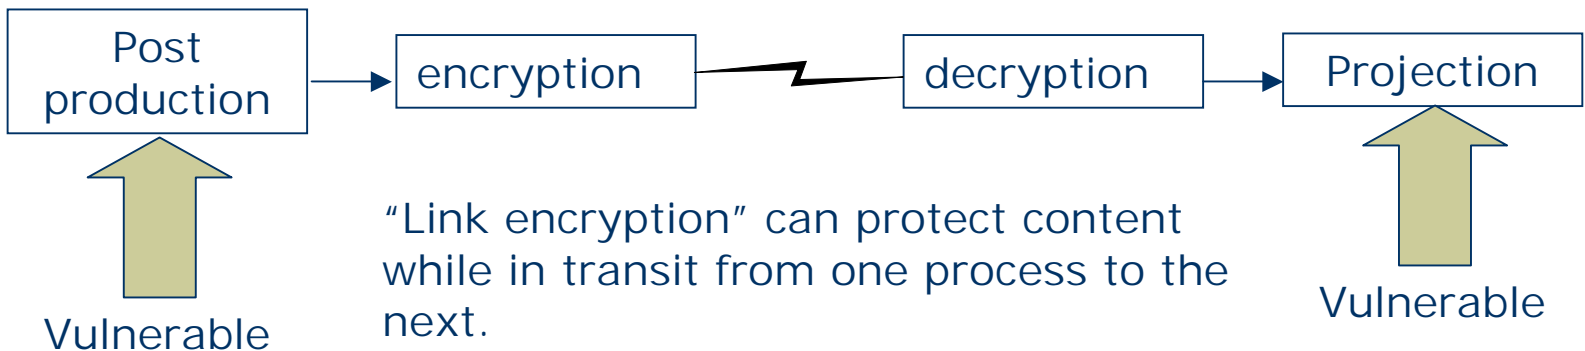 Post
production
encryption
decryption
Projection
“Link encryption” can protect content
while in transit from one process to the
next.
Vulnerable
Vulnerable